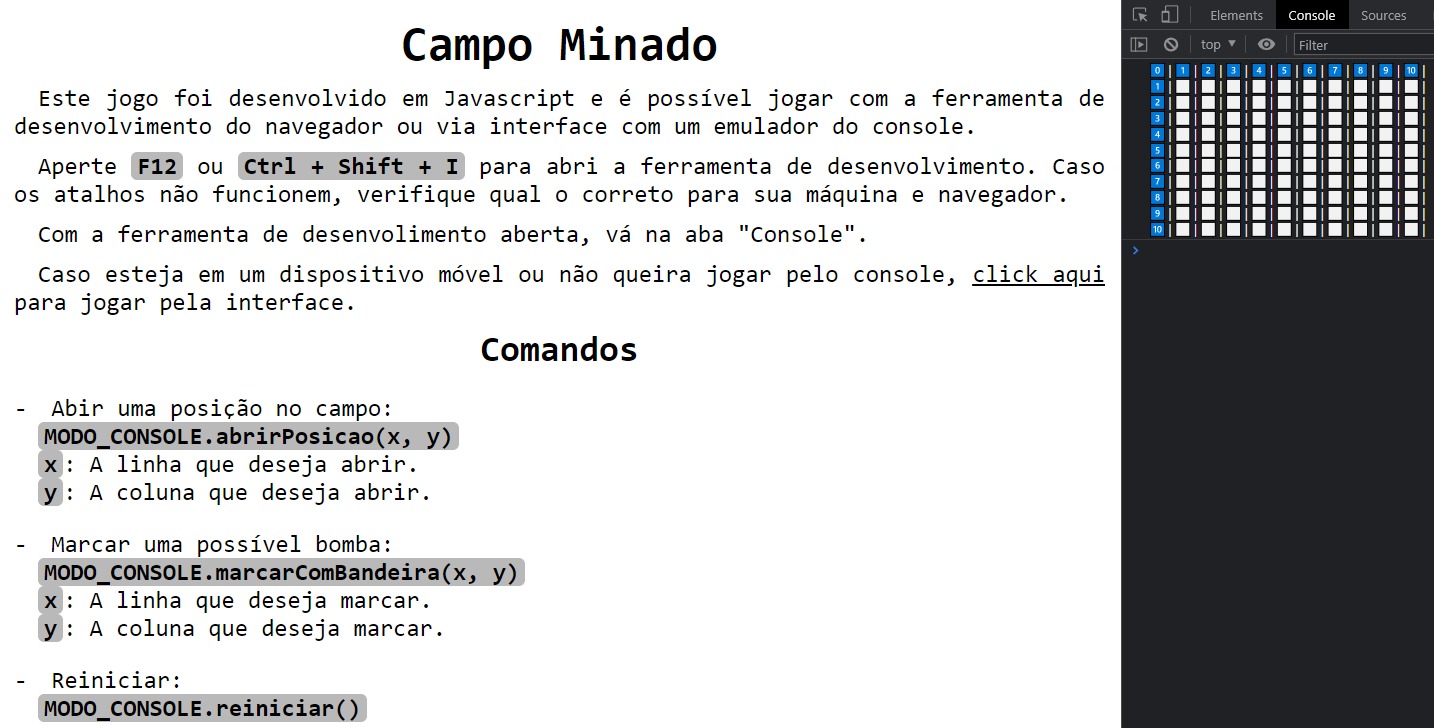 Campo Minado
Este jogo foi desenvolvido em Javascript e é possível jogar com a ferramenta de
desenvolvimento do navegador ou via interface com um emulador do console.
Aperte F12 ou Ctrl + Shift + I para abri a ferramenta de desenvolvimento. Caso
os atalhos não funcionem, verifique qual o correto para sua máquina e navegador.
Com a ferramenta de desenvolimento aberta, vá na aba "Console".
Caso esteja em um dispositivo móvel ou não queira jogar pelo console, click aqui
para jogar pela interface.
Comandos
- Abir uma posição no campo:
MODO_CONSOLE.abrirPosicao(x, y)
x: A linha que deseja abrir.
y: A coluna que deseja abrir.
- Marcar uma possível bomba:
MODO_CONSOLE.marcarComBandeira(x, y)
x: A linha que deseja marcar.
y: A coluna que deseja marcar.
- Reiniciar:
MODO_CONSOLE.reiniciar()
Elements Console Sources
top ▼ Filter
0 | 1 | 2 | 3 | 4 | 5 | 6 | 7 | 8 | 9 | 10 |
1
2
3
4
5
6
7
8
9
10
>